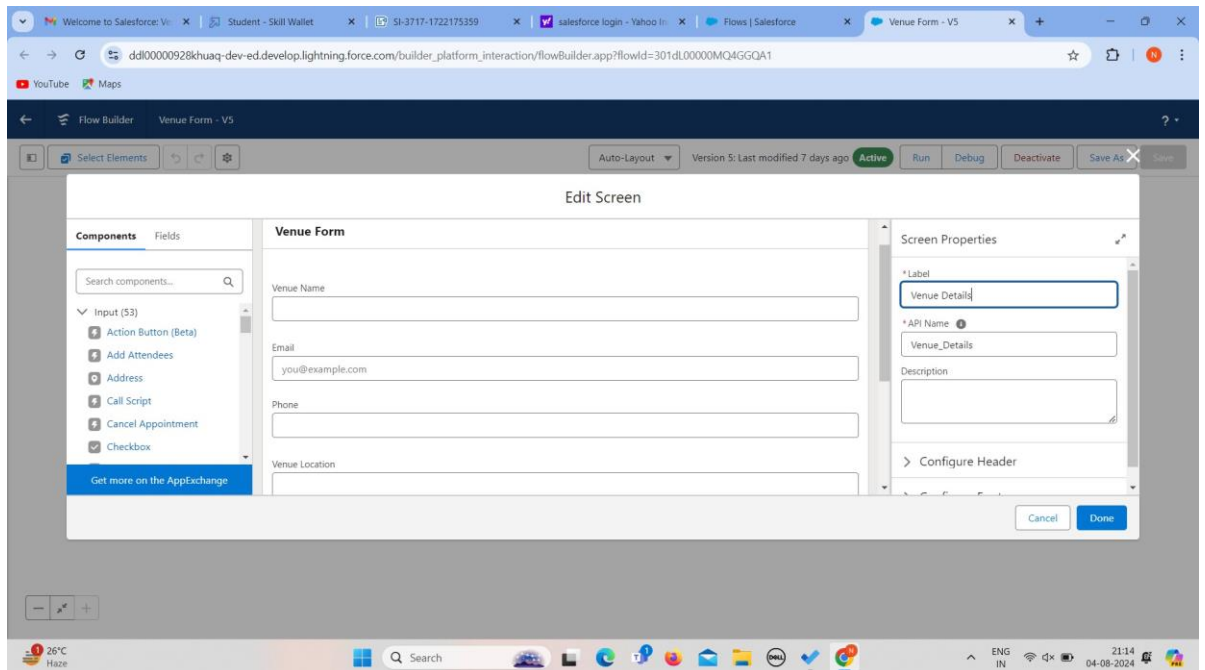 Welcome to Salesforce: Ve
Student - Skill Wallet
SI-3717-1722175359
salesforce login - Yahoo In
Flows | Salesforce
Venue Form - V5
ddl00000928khuaq-dev-ed.develop.lightning.force.com/builder_platform_interaction/flowBuilder.app?flowId=301dL00000MQ4GGQA1
N
YouTube Maps
Flow Builder Venue Form - V5 ?
Select Elements Auto-Layout Version 5: Last modified 7 days ago Active Run Debug Deactivate Save As Save
Edit Screen
Components Fields
Search components...
Input (53)
Action Button (Beta)
Add Attendees
Address
Call Script
Cancel Appointment
Checkbox
Get more on the AppExchange
Venue Form
Venue Name
Email
you@example.com
Phone
Venue Location
Screen Properties
*Label
Venue Details
*API Name
Venue_Details
Description
Configure Header
Cancel Done
26°C
Haze
Search
DELL
ENG
IN
21:14
04-08-2024